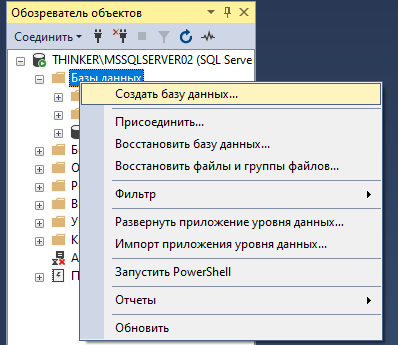 Обозреватель объектов
Соединить
THINKER\MSSQLSERVER02 (SQL Serve
Базы данных
Создать базу данных...
Присоединить...
Восстановить базу данных...
Восстановить файлы и группы файлов...
Фильтр
Развернуть приложение уровня данных...
Импорт приложения уровня данных...
Запустить PowerShell
Отчеты
Обновить
Б
О
Р
В
У
К
А
П